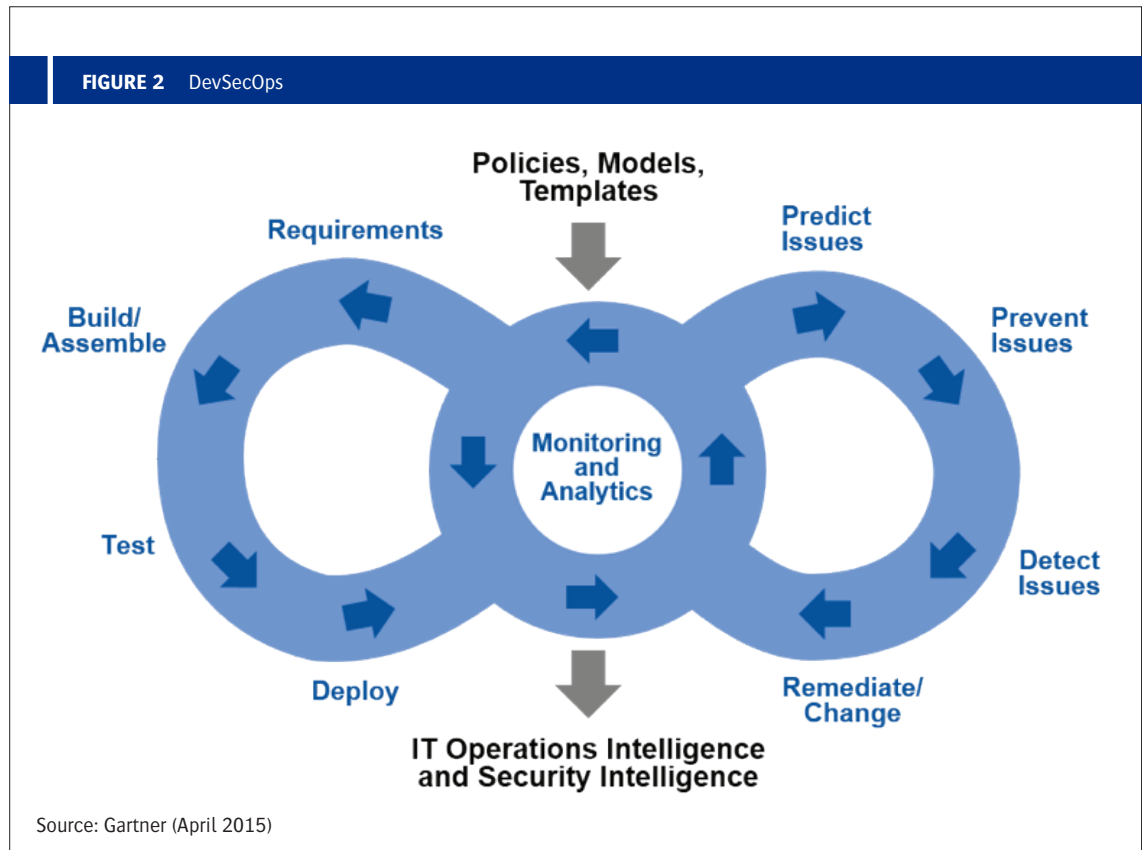 FIGURE 2 DevSecOps
Policies, Models,
Templates
Requirements
Predict
Issues
Build/
Assemble
Prevent
Issues
Monitoring
and
Analytics
Test
Detect
Issues
Deploy
Remediate/
Change
IT Operations Intelligence
and Security Intelligence
Source: Gartner (April 2015)